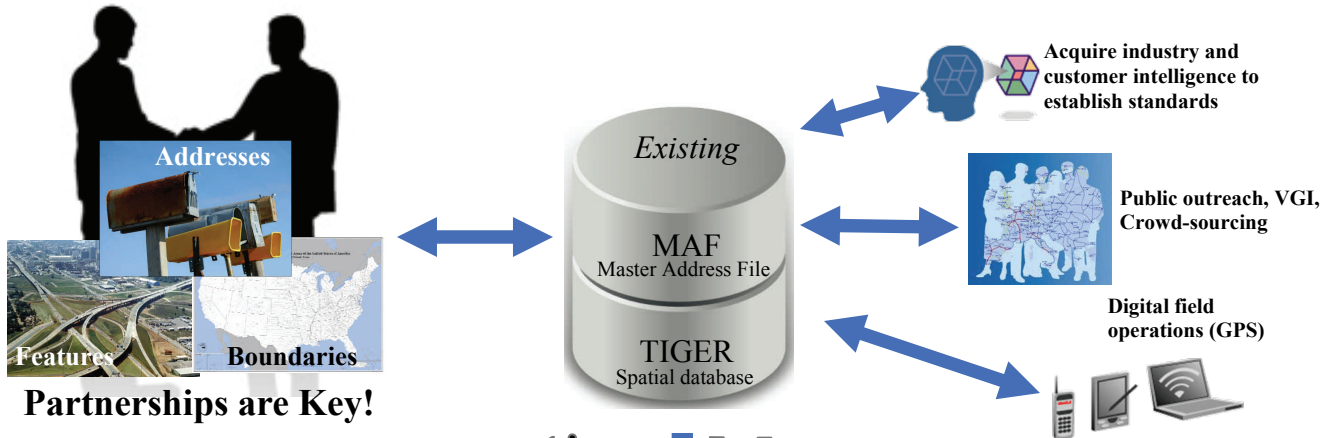 Addresses
Features
Boundaries
Partnerships are Key!
Existing
MAF
Master Address File
TIGER
Spatial database
Acquire industry and
customer intelligence to
establish standards
Public outreach, VGI,
Crowd-sourcing
Digital field
operations (GPS)